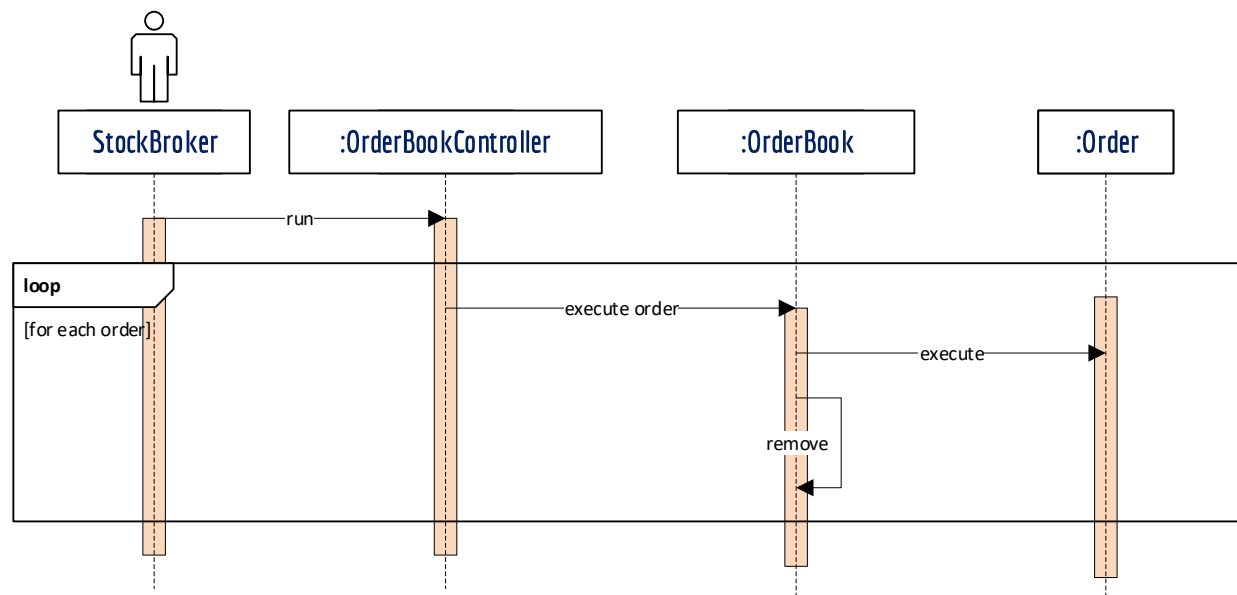 StockBroker
:OrderBookController
:OrderBook
:Order
run
loop
execute order
[for each order]
execute
remove